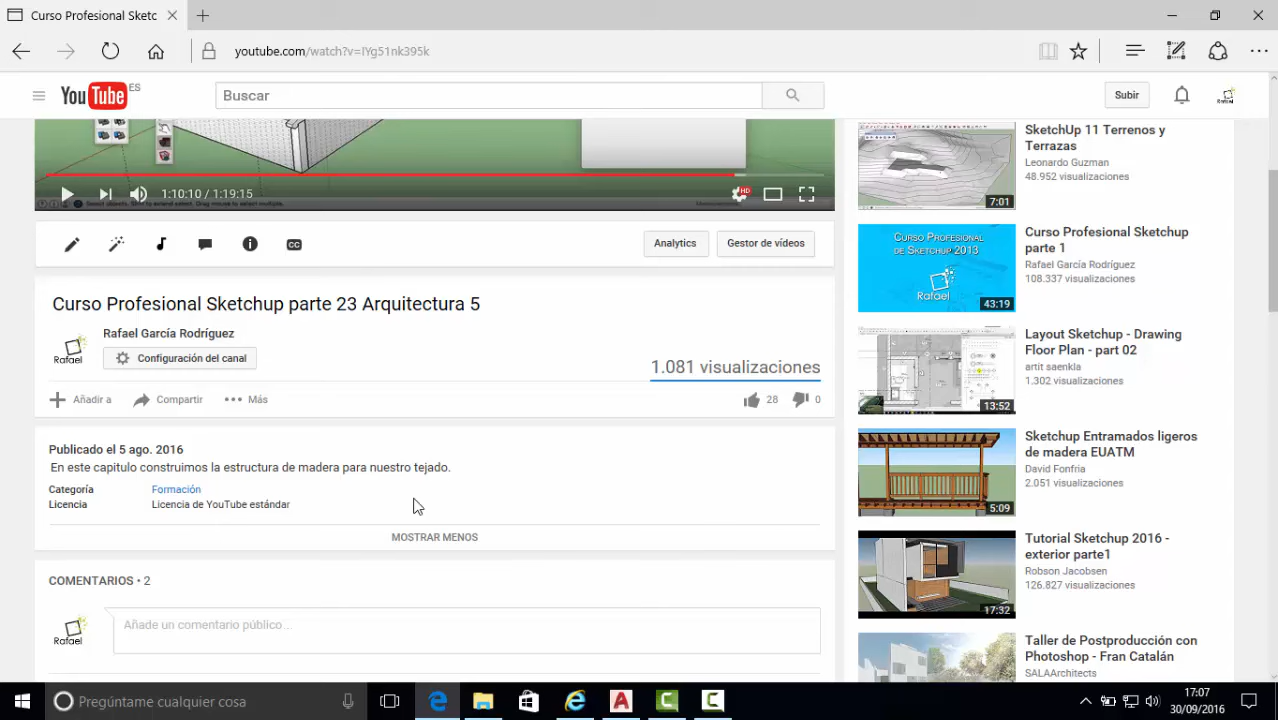 Curso Profesional Sketc
youtube.com/watch?v=IYg51nk395k
YouTube ES
Buscar
Subir
1:10:10 / 1:19:15
HD
Analytics
Gestor de vídeos
Curso Profesional Sketchup parte 23 Arquitectura 5
Rafael
Rafael García Rodríguez
Configuración del canal
1.081 visualizaciones
Añadir a
Compartir
Más
28
0
Publicado el 5 ago. 2016
En este capitulo construimos la estructura de madera para nuestro tejado.
Categoría Formación
Licencia Licencia de YouTube estándar
MOSTRAR MENOS
COMENTARIOS • 2
Rafael
Añade un comentario público...
7:01
SketchUp 11 Terrenos y
Terrazas
Leonardo Guzman
48.952 visualizaciones
CURSO PROFESIONAL
DE SKETCHUP 2013
Rafael
43:19
Curso Profesional Sketchup
parte 1
Rafael García Rodríguez
108.337 visualizaciones
13:52
Layout Sketchup - Drawing
Floor Plan - part 02
artit saenkla
1.302 visualizaciones
5:09
Sketchup Entramados ligeros
de madera EUATM
David Fonfria
2.051 visualizaciones
17:32
Tutorial Sketchup 2016 -
exterior parte1
Robson Jacobsen
126.827 visualizaciones
Taller de Postproducción con
Photoshop - Fran Catalán
SALAArchitects
Pregúntame cualquier cosa
17:07
30/09/2016